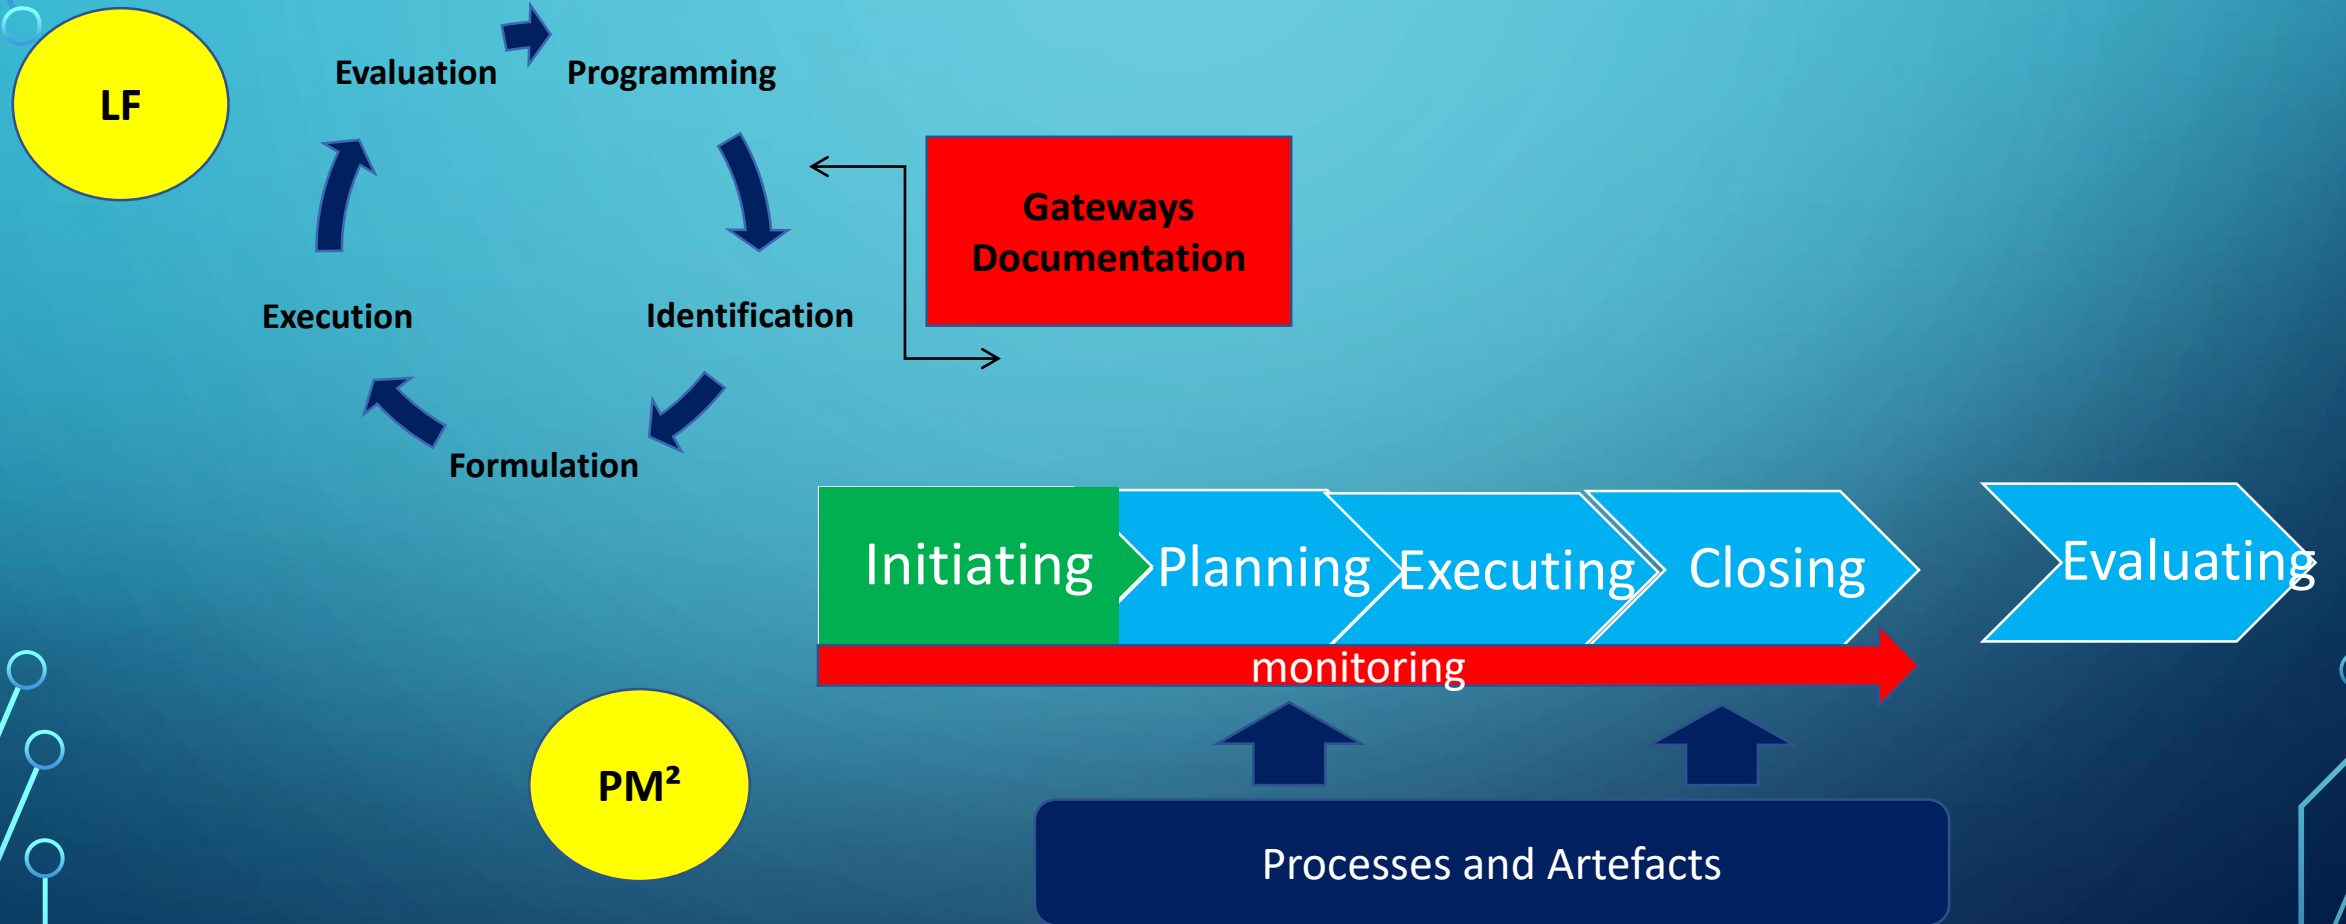 LF
Evaluation
Programming
Gateways
Documentation
Execution
Identification
Formulation
Initiating
Planning
Executing
Closing
Evaluating
monitoring
PM²
Processes and Artefacts